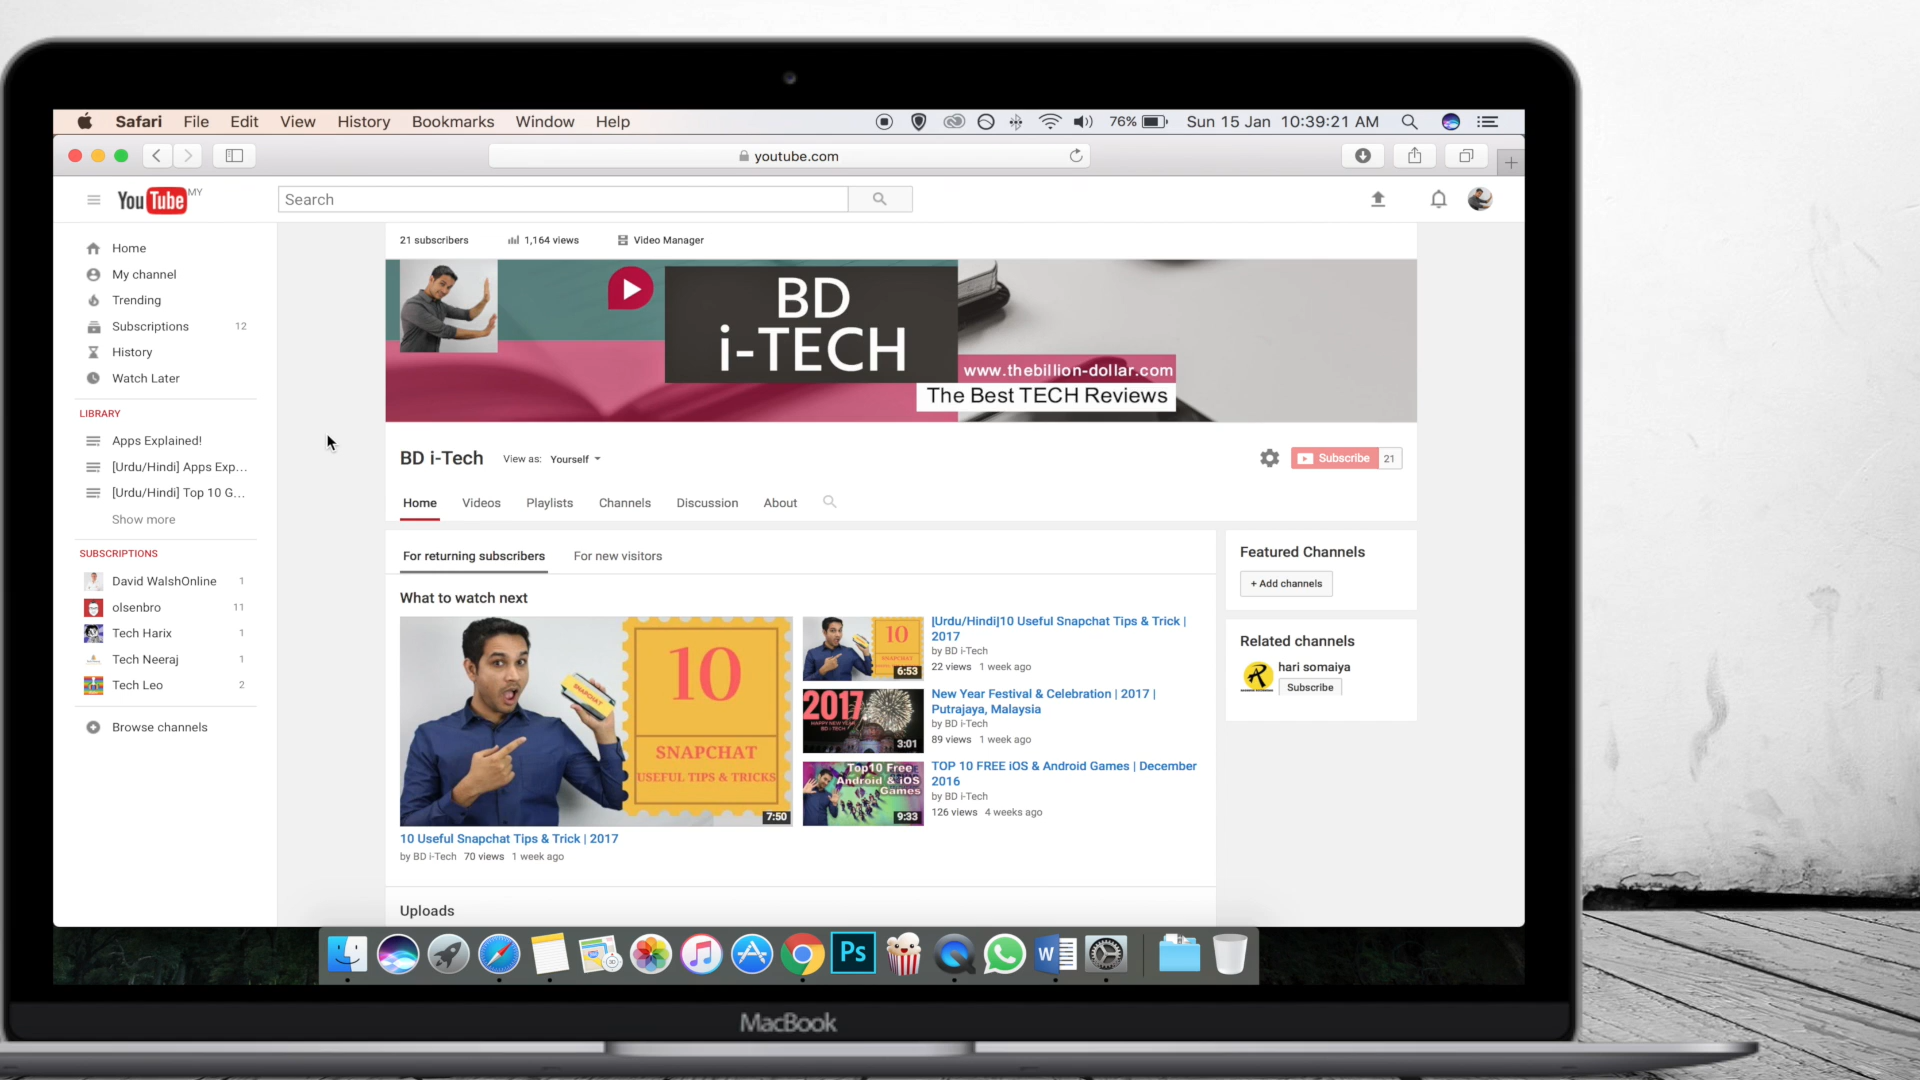 Safari File Edit View History Bookmarks Window Help 76% Sun 15 Jan 10:39:21 AM
youtube.com
YouTube MY
Search
21 subscribers 1,164 views Video Manager
Home
My channel
Trending
Subscriptions 12
History
Watch Later
LIBRARY
Apps Explained!
[Urdu/Hindi] Apps Exp...
[Urdu/Hindi] Top 10 G...
Show more
SUBSCRIPTIONS
David WalshOnline 1
olsenbro 11
Tech Harix 1
Tech Neeraj 1
Tech Leo 2
Browse channels
BD
i-TECH
www.thebillion-dollar.com
The Best TECH Reviews
BD i-Tech View as: Yourself
Subscribe 21
Home Videos Playlists Channels Discussion About
For returning subscribers For new visitors
What to watch next
10
SNAPCHAT
USEFUL TIPS & TRICKS
SNAPCHAT
7:50
10 Useful Snapchat Tips & Trick | 2017
by BD i-Tech 70 views 1 week ago
10
SNAPCHAT
6:53
[Urdu/Hindi]10 Useful Snapchat Tips & Trick |
2017
by BD i-Tech
22 views 1 week ago
2017
HAPPY NEW YEAR
BD i-TECH
3:01
New Year Festival & Celebration | 2017 |
Putrajaya, Malaysia
by BD i-Tech
89 views 1 week ago
Top10 Free
Android & iOS
Games
9:33
TOP 10 FREE iOS & Android Games | December
2016
by BD i-Tech
126 views 4 weeks ago
Uploads
Featured Channels
+ Add channels
Related channels
hari somaiya
Subscribe
Ps
W
3D
MacBook